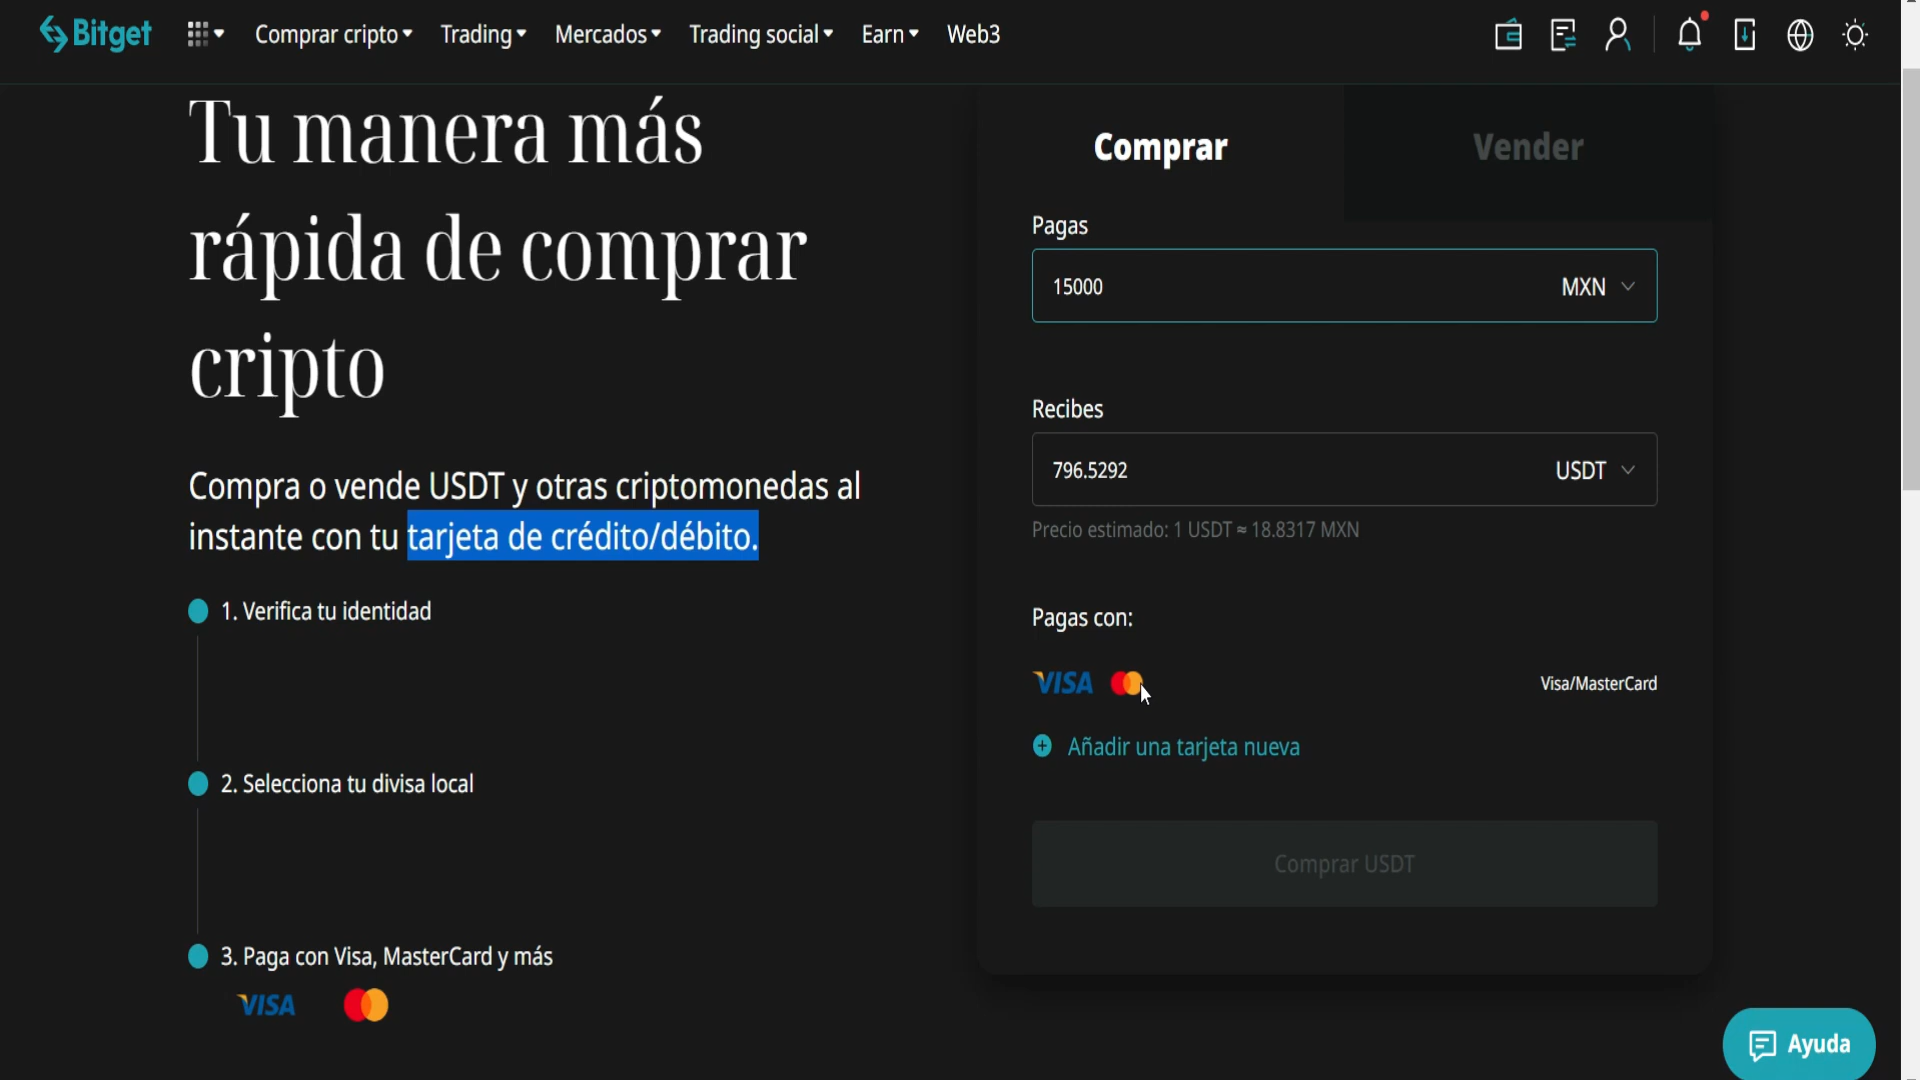 Bitget
Comprar cripto
Trading
Mercados
Trading social
Earn
Web3
Tu manera más
rápida de comprar
cripto
Compra o vende USDT y otras criptomonedas al
instante con tu tarjeta de crédito/débito.
1. Verifica tu identidad
2. Selecciona tu divisa local
3. Paga con Visa, MasterCard y más
VISA
Comprar
Vender
Pagas
15000
MXN
Recibes
796.5292
USDT
Precio estimado: 1 USDT ≈ 18.8317 MXN
Pagas con:
VISA
Visa/MasterCard
Añadir una tarjeta nueva
Comprar USDT
Ayuda